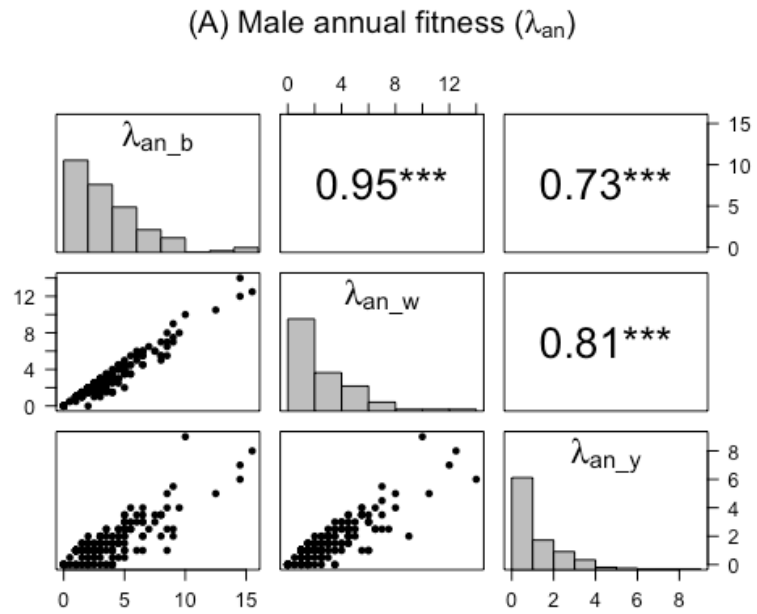 (A) Male annual fitness (λan)
0 4 8 12
λan_b
0.95***
0.73***
15
10
5
0
12
8
4
0
λan_w
0.81***
λan_y
8
6
4
2
0
0 5 10 15
0 2 4 6 8